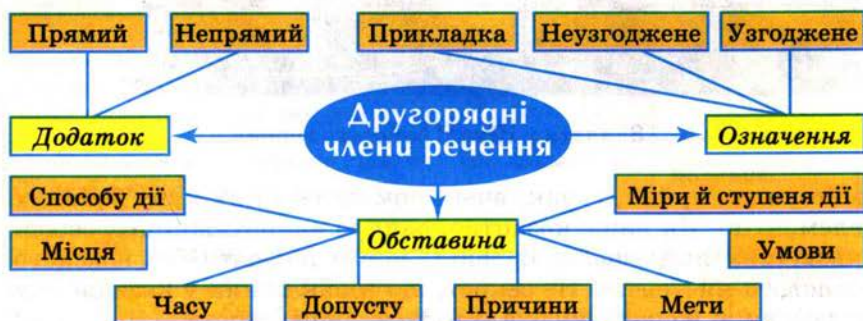 Прямий
Непрямий
Прикладка
Неузгоджене
Узгоджене
Другорядні
члени речення
Додаток
Означення
Способу дії
Міри й ступеня дії
Обставина
Місця
Умови
Часу
Допусту
Причини
Мети